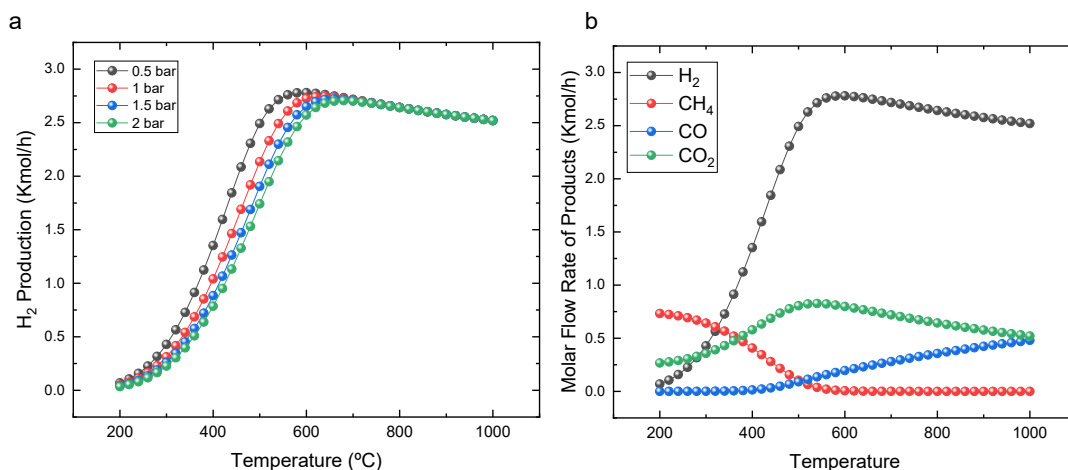 a
H₂ Production (Kmol/h)
3.0
2.5
2.0
1.5
1.0
0.5
0.0
0.5 bar
1 bar
1.5 bar
2 bar
200
400
600
800
1000
Temperature (ºC)
b
Molar Flow Rate of Products (Kmol/h)
3.0
2.5
2.0
1.5
1.0
0.5
0.0
H₂
CH₄
CO
CO₂
200
400
600
800
1000
Temperature